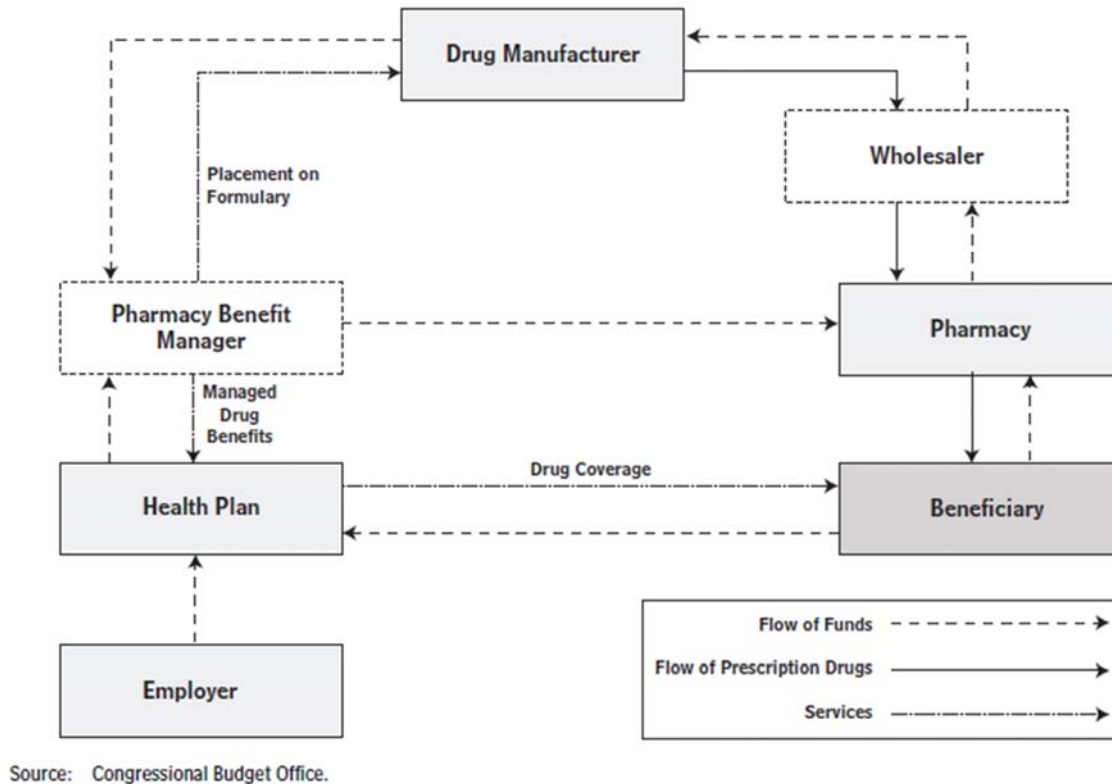 Drug Manufacturer
Wholesaler
Placement on
Formulary
Pharmacy Benefit
Manager
Pharmacy
Managed
Drug
Benefits
Drug Coverage
Health Plan
Beneficiary
Flow of Funds
Flow of Prescription Drugs
Services
Employer
Source: Congressional Budget Office.